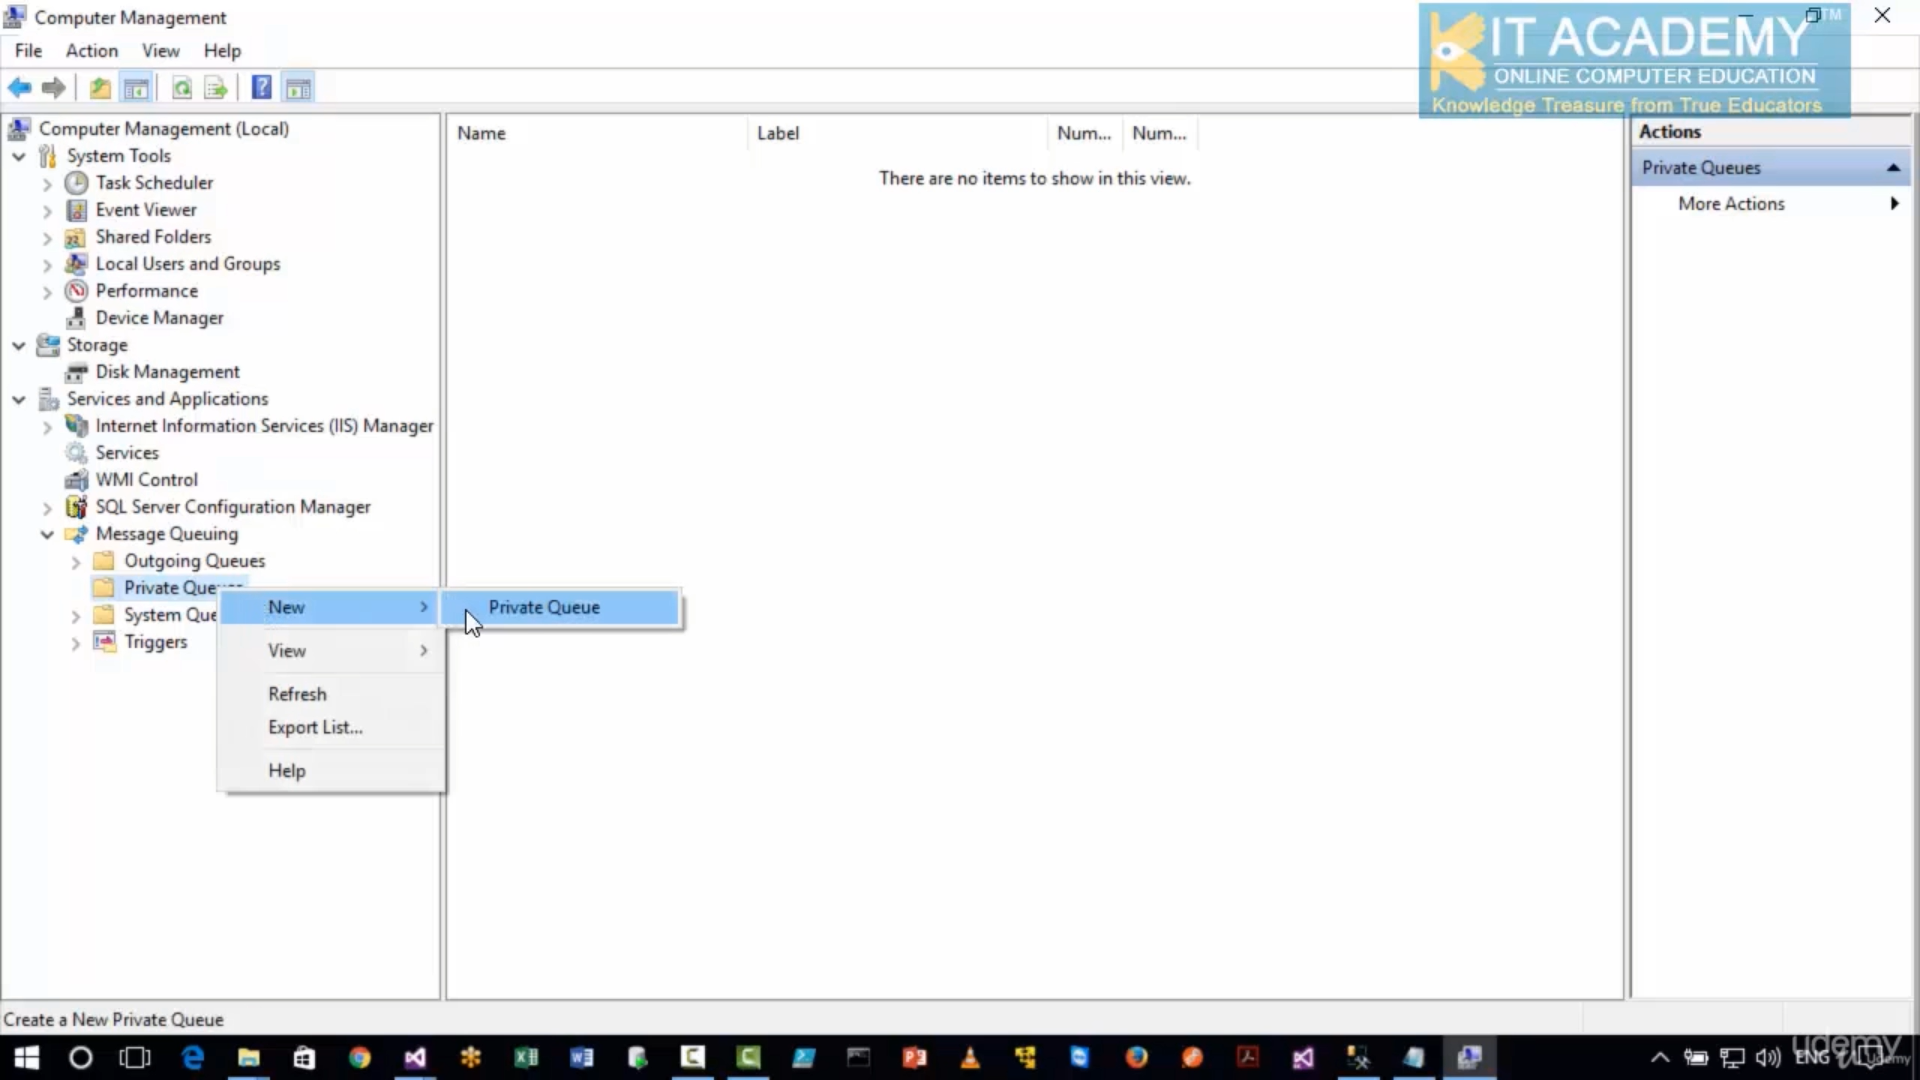 Computer Management
File Action View Help
IT ACADEMY
TM
ONLINE COMPUTER EDUCATION
Knowledge Treasure from True Educators
Computer Management (Local)
System Tools
Task Scheduler
Event Viewer
Shared Folders
Local Users and Groups
Performance
Device Manager
Storage
Disk Management
Services and Applications
Internet Information Services (IIS) Manager
Services
WMI Control
SQL Server Configuration Manager
Message Queuing
Outgoing Queues
Private Queues
System Que
Triggers
New
View
Refresh
Export List...
Help
Private Queue
Name Label Num... Num...
There are no items to show in this view.
Actions
Private Queues
More Actions
Create a New Private Queue
ENG
udemy